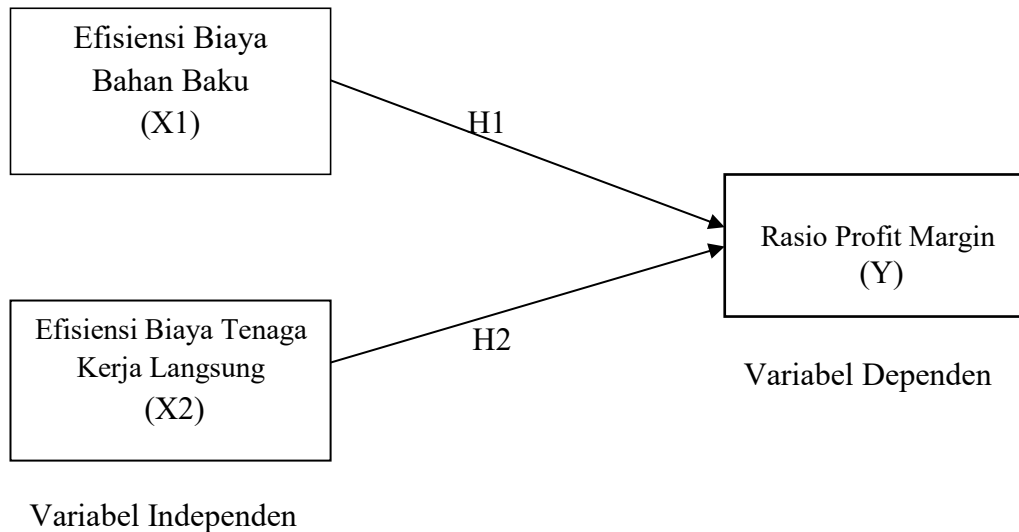 Efisiensi Biaya
Bahan Baku
(X1)
H1
Rasio Profit Margin
(Y)
Efisiensi Biaya Tenaga
Kerja Langsung
(X2)
H2
Variabel Dependen
Variabel Independen